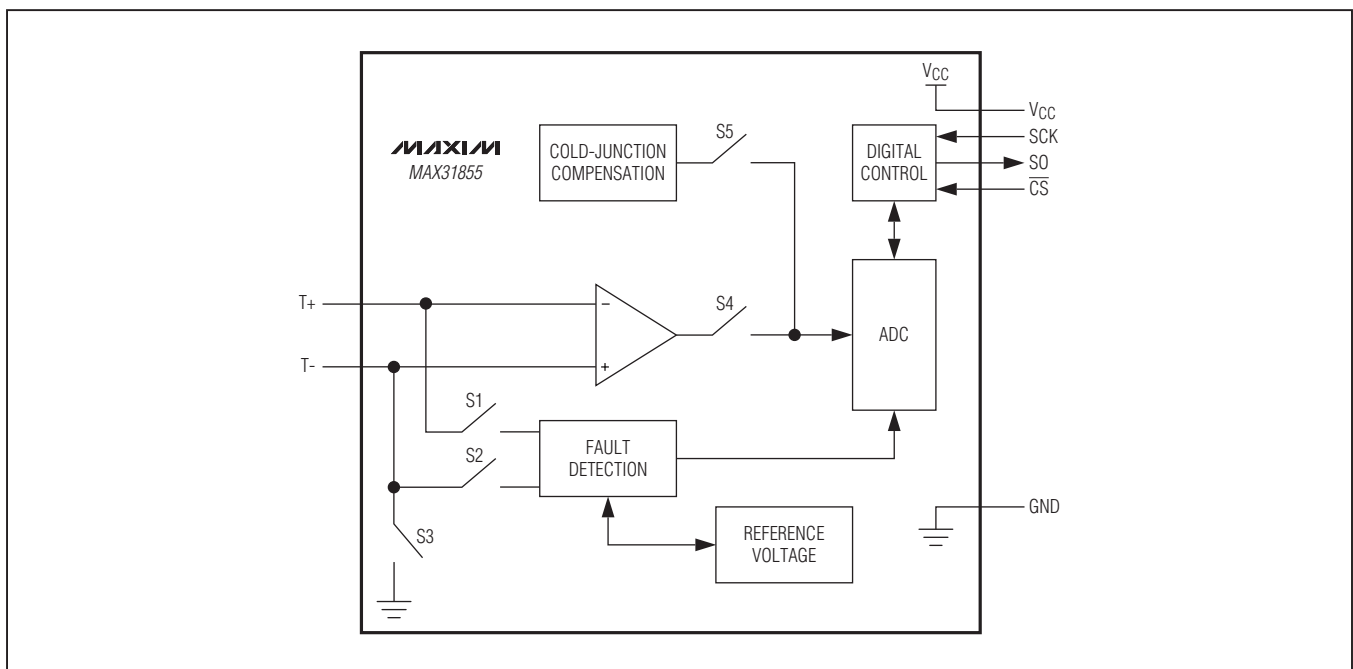 VCC
VCC
SCK
SO
CS
MAXIM
MAX31855
COLD-JUNCTION
COMPENSATION
S5
DIGITAL
CONTROL
T+
−
S4
ADC
T-
+
S1
S2
FAULT
DETECTION
S3
REFERENCE
VOLTAGE
GND